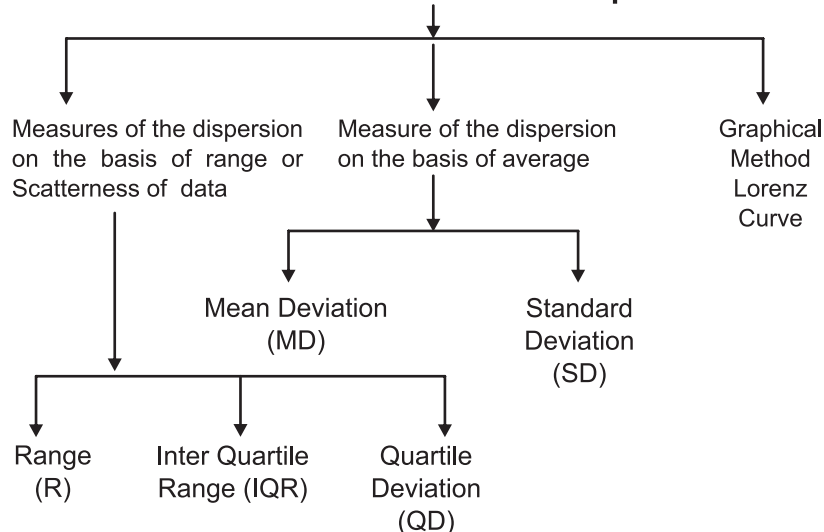 Measures of the dispersion
on the basis of range or
Scatterness of data
Measure of the dispersion
on the basis of average
Graphical
Method
Lorenz
Curve
Mean Deviation
(MD)
Standard
Deviation
(SD)
Range
(R)
Inter Quartile
Range (IQR)
Quartile
Deviation
(QD)